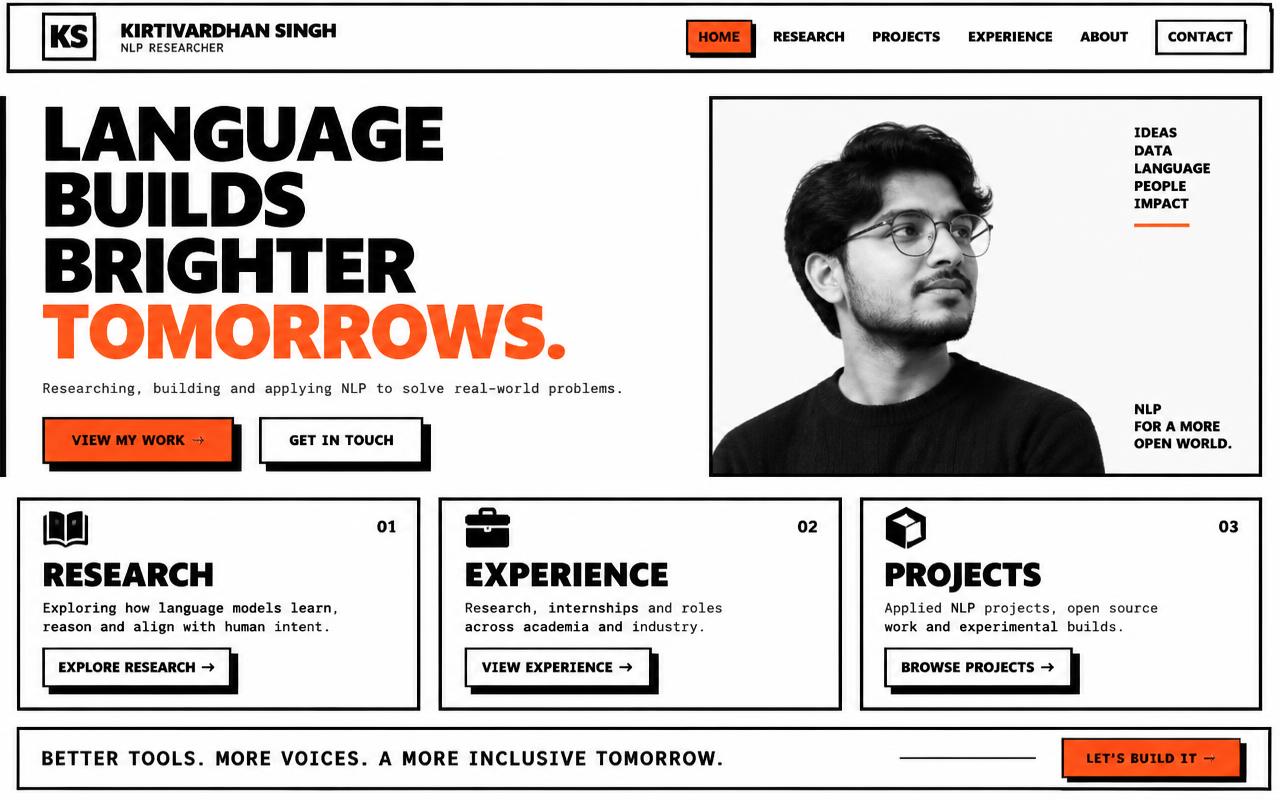 KS
KIRTIVARDHAN SINGH
NLP RESEARCHER
HOME
RESEARCH
PROJECTS
EXPERIENCE
ABOUT
CONTACT
LANGUAGE
BUILDS
BRIGHTER
TOMORROWS.
Researching, building and applying NLP to solve real-world problems.
VIEW MY WORK →
GET IN TOUCH
IDEAS
DATA
LANGUAGE
PEOPLE
IMPACT
NLP
FOR A MORE
OPEN WORLD.
01
RESEARCH
Exploring how language models learn,
reason and align with human intent.
EXPLORE RESEARCH →
02
EXPERIENCE
Research, internships and roles
across academia and industry.
VIEW EXPERIENCE →
03
PROJECTS
Applied NLP projects, open source
work and experimental builds.
BROWSE PROJECTS →
BETTER TOOLS. MORE VOICES. A MORE INCLUSIVE TOMORROW.
LET'S BUILD IT →